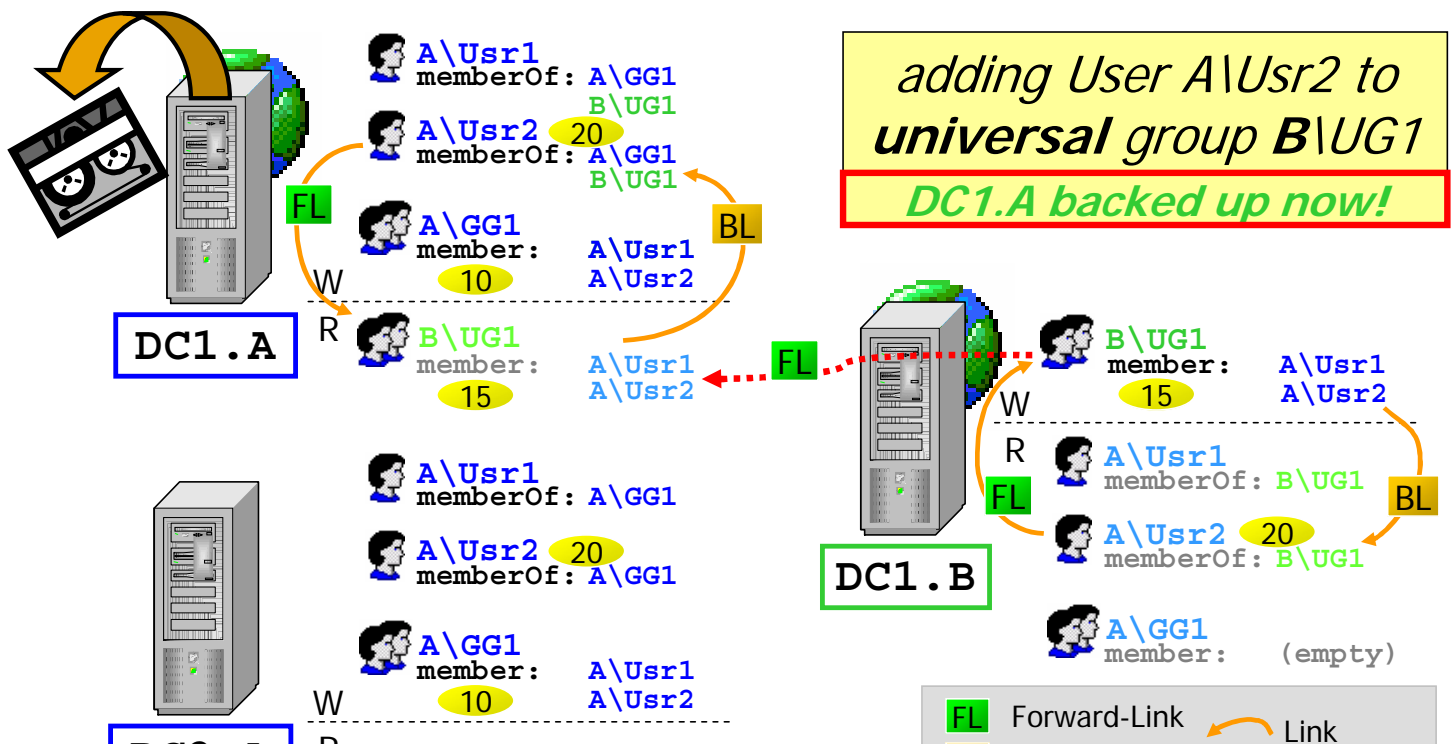 A\Usr1
memberOf: A\GG1
B\UG1
A\Usr2 20
memberOf: A\GG1
B\UG1
FL
A\GG1
member: A\Usr1
10 A\Usr2
BL
W
R
DC1.A
B\UG1
member: A\Usr1
15 A\Usr2
adding User A\Usr2 to
universal group B\UG1
DC1.A backed up now!
FL
B\UG1
member: A\Usr1
15 A\Usr2
W
R
A\Usr1
memberOf: B\UG1
FL
BL
A\Usr2 20
memberOf: B\UG1
DC1.B
A\GG1
member: (empty)
A\Usr1
memberOf: A\GG1
A\Usr2 20
memberOf: A\GG1
A\GG1
member: A\Usr1
10 A\Usr2
W
FL Forward-Link
Link